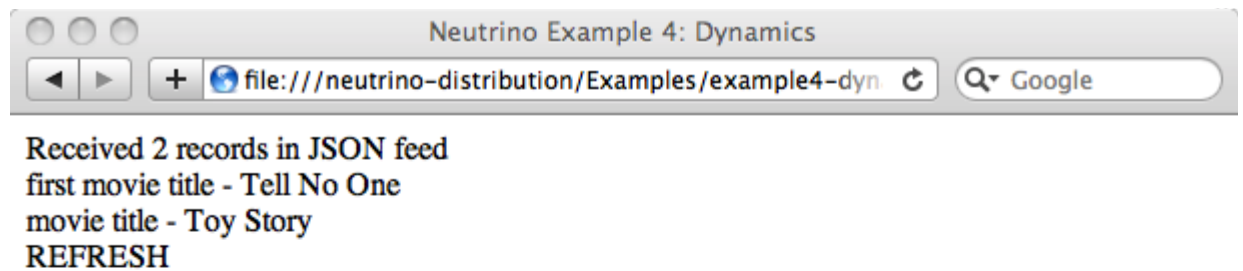 Neutrino Example 4: Dynamics
file:///neutrino-distribution/Examples/example4-dyn
Google
Received 2 records in JSON feed
first movie title - Tell No One
movie title - Toy Story
REFRESH